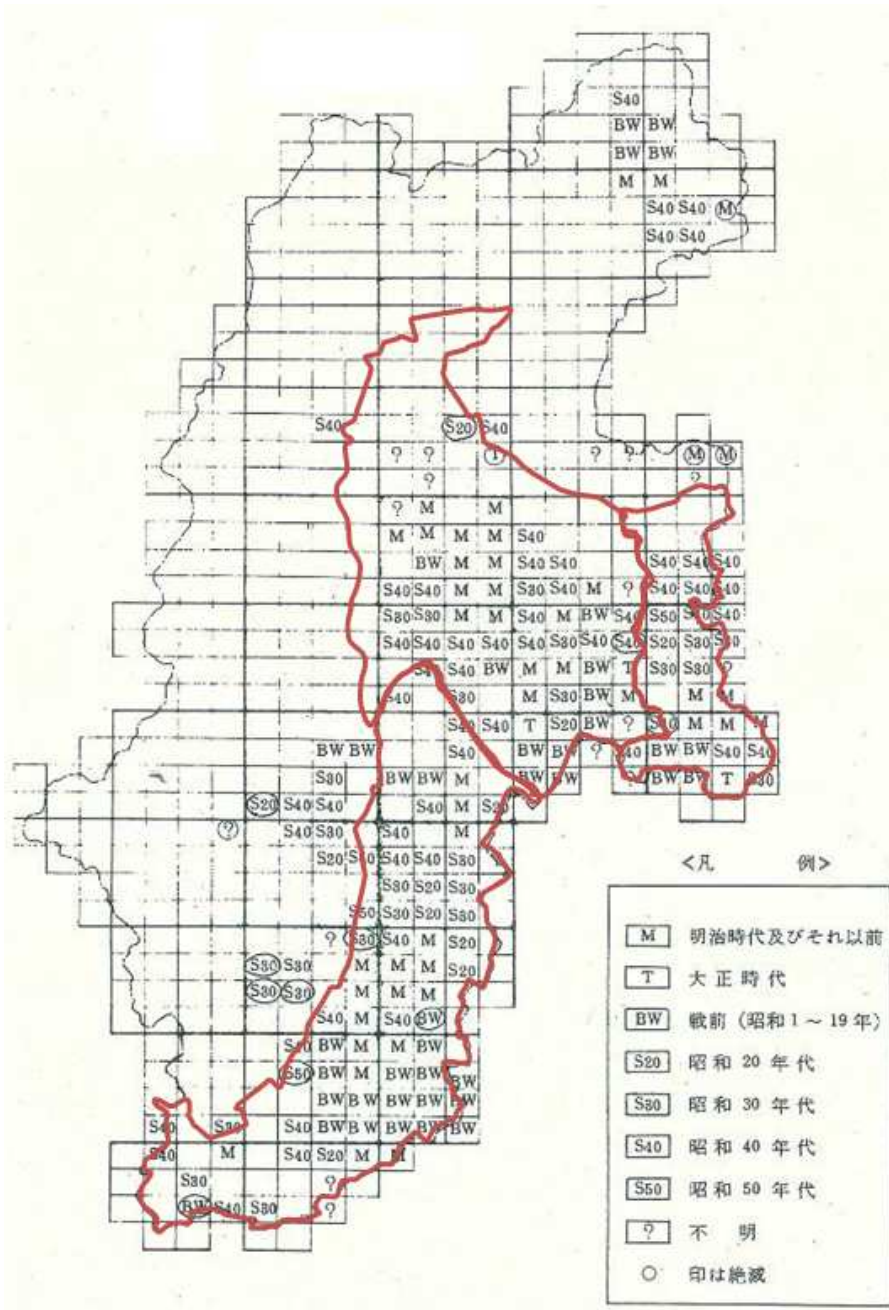 S40
BW BW
BW BW
M M
S40 S40 M
S40 S40
S40 S20 S40
? ? T ? ? M M
? ?
? M M
M M M M S40
BW M M S40 S40 S40 S40 S40
S40 S40 M M S30 S40 M ? S40 S40 S40
S30 S30 M M S40 M BW S40 S50 S40 S40
S40 S40 S40 S40 S40 S30 S40 S40 S20 S30 S30
S40 S40 BW M M BW T S30 S30 ?
S40 S30 M S30 BW M M M
S40 S40 T S20 BW ? S30 M M M
BW BW S40 BW BW ? S40 BW BW S40 S40
S30 BW BW M BW BW ? BW BW T S30
S20 S40 S40 S40 M S20
? S40 S30 S40 M
S20 S40 S40 S30
S30 S20 S30
S50 S30 S20 S30
? S30 S40 M S20
S30 S30 M M M S20
S30 S30 M M M
S40 M S40 BW
BW M M BW
S50 BW M BW BW BW
BW BW BW BW BW
S40 S30 S40 BW BW BW BW BW
S40 M S40 S20 M M
S30 ?
BW S40 S30 ?
<凡 例>
M 明治時代及びそれ以前
T 大正時代
BW 戦前(昭和1~19年)
S20 昭和20年代
S30 昭和30年代
S40 昭和40年代
S50 昭和50年代
? 不明
○ 印は絶滅